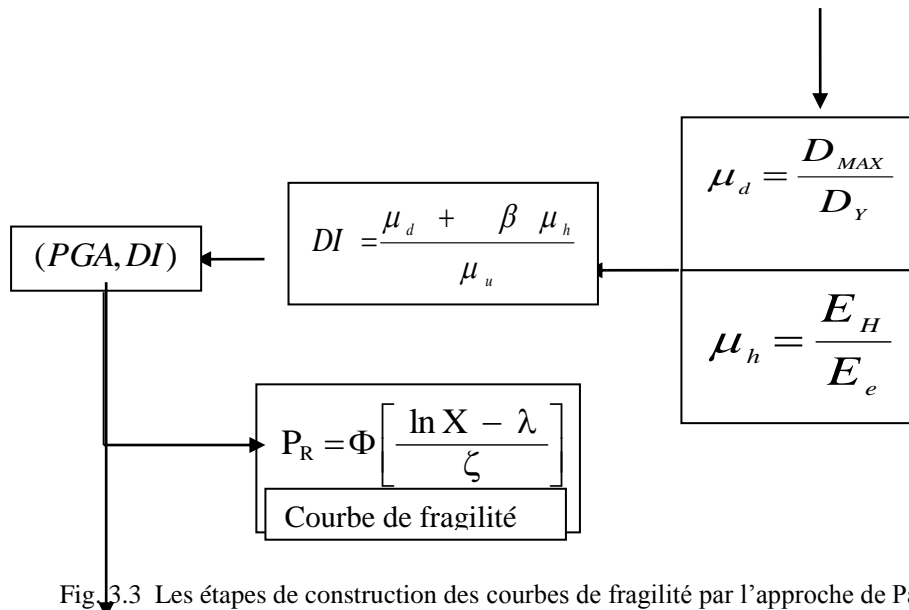 μ_d = D_MAX / D_Y
DI = (μ_d + β μ_h) / μ_u
(PGA, DI)
μ_h = E_H / E_e
P_R = Φ[(ln X − λ) / ζ]
Courbe de fragilité
Fig. 3.3 Les étapes de construction des courbes de fragilité par l'approche de Pa